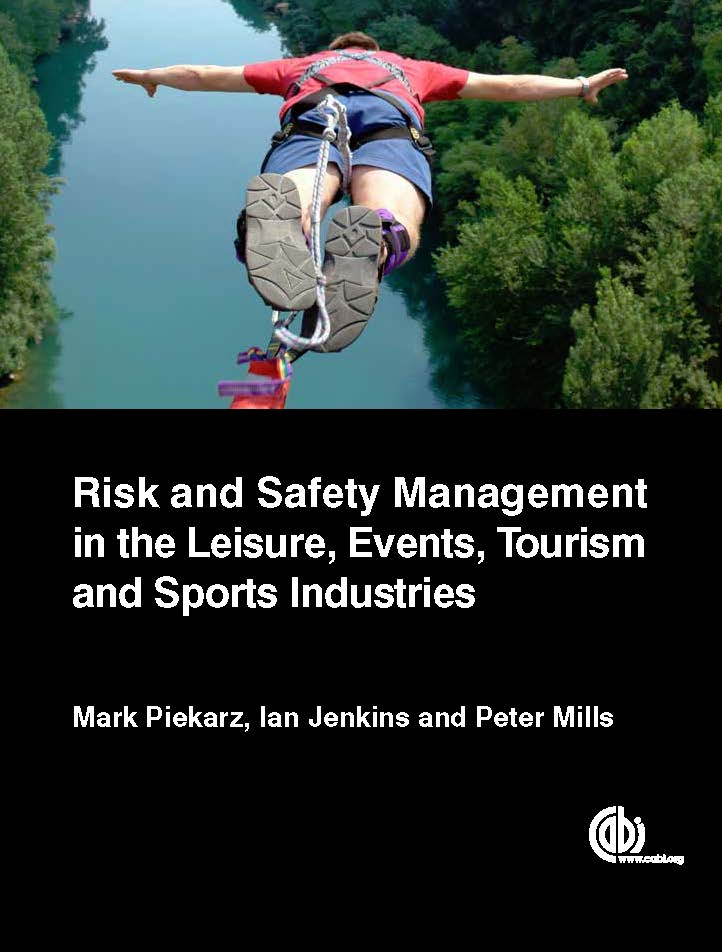 Risk and Safety Management
in the Leisure, Events, Tourism
and Sports Industries
Mark Piekarz, Ian Jenkins and Peter Mills
cabi
www.cabi.org